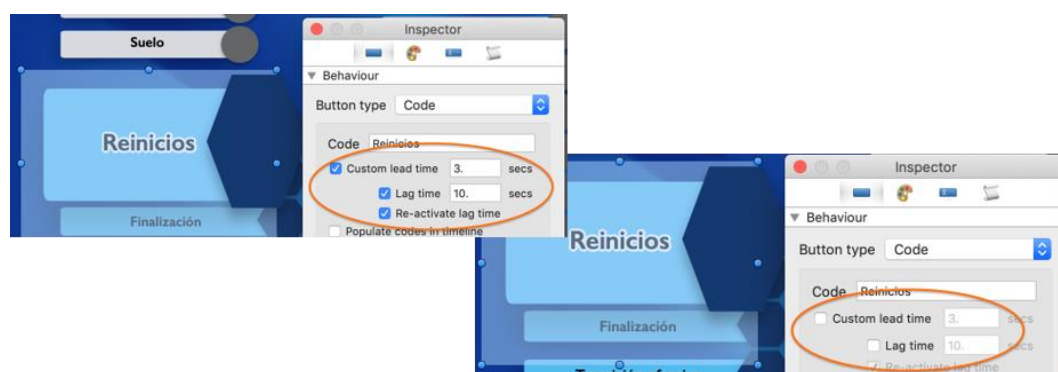 Suelo
Inspector
Behaviour
Button type Code
Reinicios
Code Reinicios
Custom lead time 3. secs
Lag time 10. secs
Re-activate lag time
Finalización
Populate codes in timeline
Inspector
Behaviour
Reinicios
Button type Code
Code Reinicios
Custom lead time 3. secs
Finalización
Lag time 10. secs
Re-activate lag time